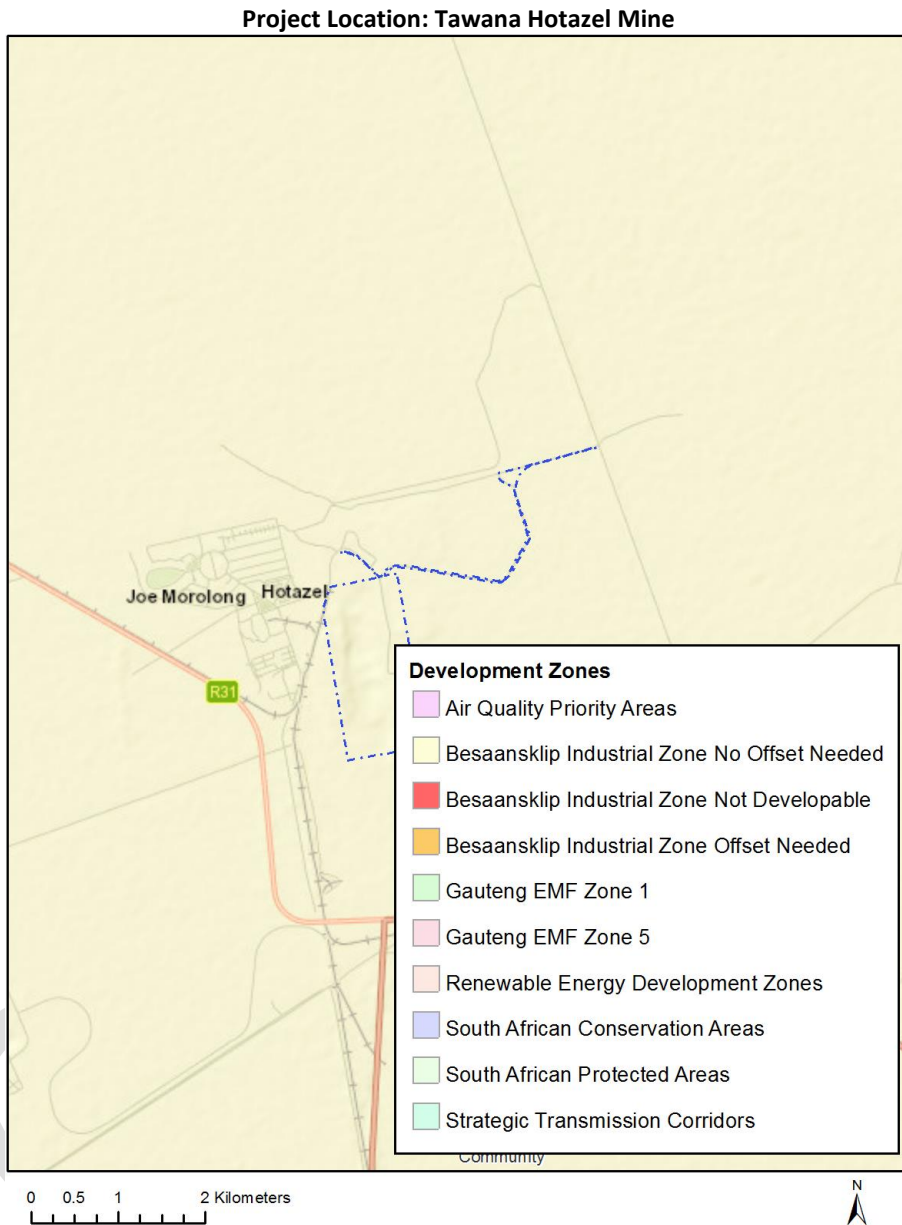 Project Location: Tawana Hotazel Mine
Joe Morolong
Hotazel
R31
Development Zones
Air Quality Priority Areas
Besaansklip Industrial Zone No Offset Needed
Besaansklip Industrial Zone Not Developable
Besaansklip Industrial Zone Offset Needed
Gauteng EMF Zone 1
Gauteng EMF Zone 5
Renewable Energy Development Zones
South African Conservation Areas
South African Protected Areas
Strategic Transmission Corridors
Community
0 0.5 1 2 Kilometers
N